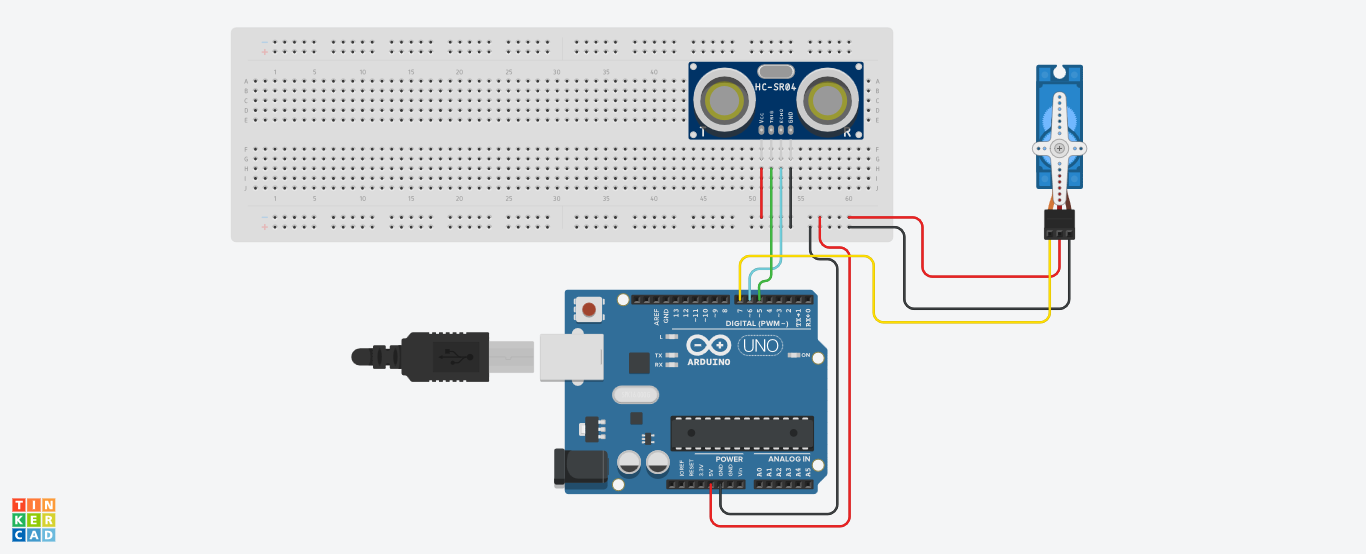 1 5 10 15 20 25 30 35 40
A
B
C
D
E
A
B
C
D
E
HC-SR04
Vcc
TRIG
ECHO
GND
T
R
F
G
H
I
J
F
G
H
I
J
1 5 10 15 20 25 30 35 40 45 50 55 60
AREF
GND
13
12
~11
~10
~9
8
7
~6
~5
4
~3
2
TX→1
RX←0
DIGITAL (PWM~)
L
TX
RX
ARDUINO
UNO
ON
POWER
ANALOG IN
IOREF
RESET
3.3V
5V
GND
GND
Vin
A0
A1
A2
A3
A4
A5
TIN
KER
CAD